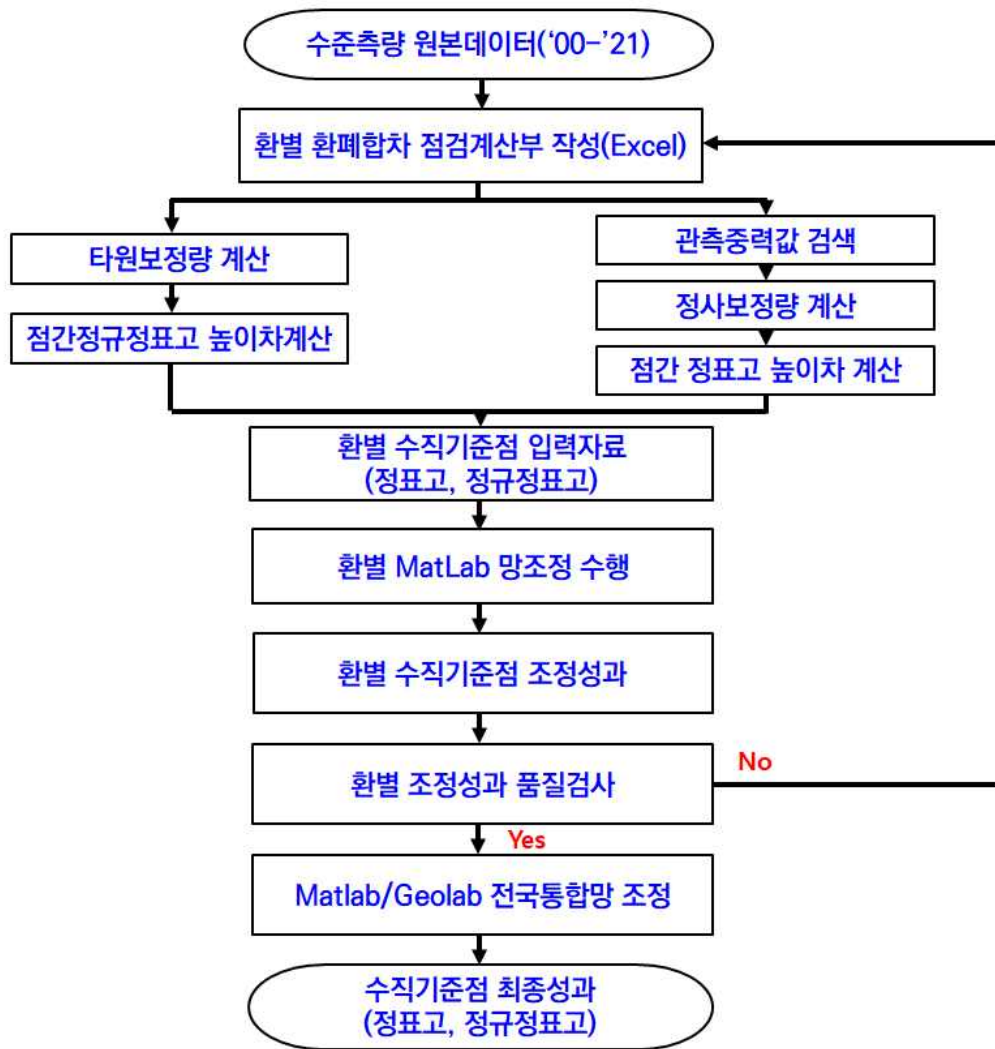 수준측량 원본데이터('00-'21)
환별 환폐합차 점검계산부 작성(Excel)
타원보정량 계산
점간정규정표고 높이차계산
관측중력값 검색
정사보정량 계산
점간 정표고 높이차 계산
환별 수직기준점 입력자료
(정표고, 정규정표고)
환별 MatLab 망조정 수행
환별 수직기준점 조정성과
환별 조정성과 품질검사
No
Yes
Matlab/Geolab 전국통합망 조정
수직기준점 최종성과
(정표고, 정규정표고)